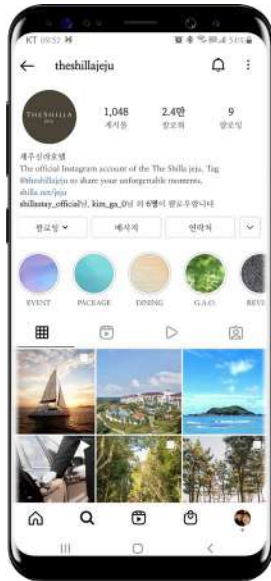 KT 09:52
54%
theshillajeju
THE SHILLA
JEJU
1,048
2.4만
9
게시물
팔로워
팔로잉
제주신라호텔
The official Instagram account of the The Shilla jeju. Tag
@theshillajeju to share your unforgettable moments.
shilla.net/jeju
shillastay_official님, kim_ga_0님 외 6명이 팔로우합니다
팔로잉
메시지
연락처
EVENT
PACKAGE
DINING
G.A.O.
REVI